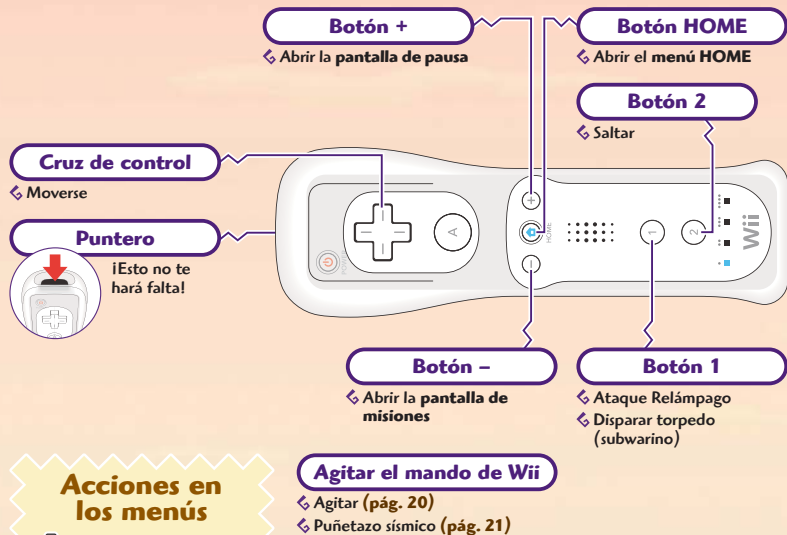 Botón +
Abrir la pantalla de pausa
Botón HOME
Abrir el menú HOME
Botón 2
Saltar
Cruz de control
Moverse
Puntero
¡Esto no te
hará falta!
POWER
A
+
HOME
−
1
2
Wii
Botón –
Abrir la pantalla de
misiones
Botón 1
Ataque Relámpago
Disparar torpedo
(subwarino)
Acciones en
los menús
Agitar el mando de Wii
Agitar (pág. 20)
Puñetazo sísmico (pág. 21)